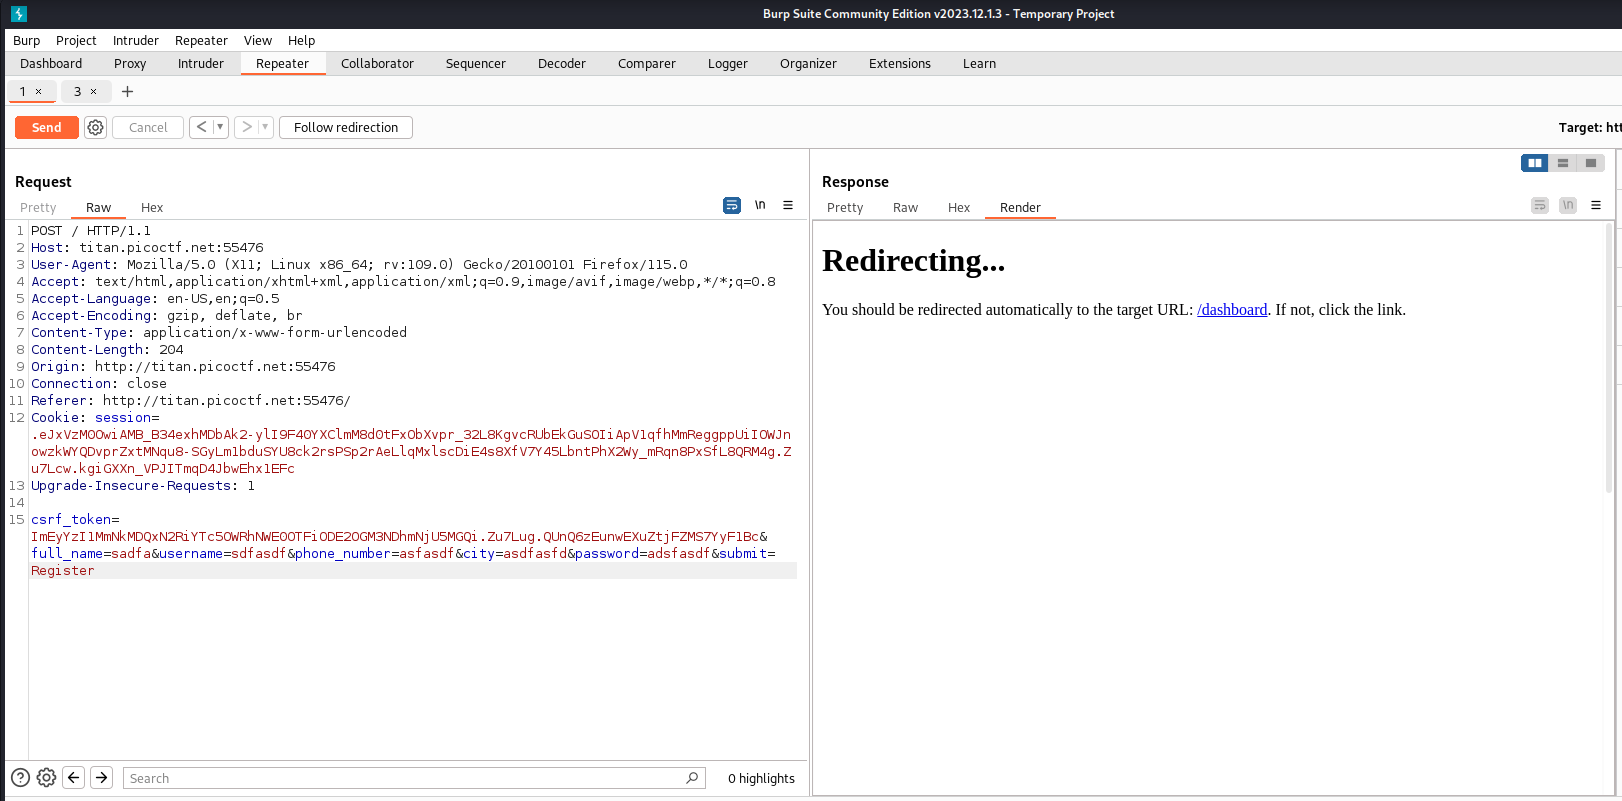 Burp Suite Community Edition v2023.12.1.3 - Temporary Project
Burp Project Intruder Repeater View Help
Dashboard Proxy Intruder Repeater Collaborator Sequencer Decoder Comparer Logger Organizer Extensions Learn
1 × 3 × +
Send Cancel < > Follow redirection Target: htt
Request
Pretty Raw Hex \n
1 POST / HTTP/1.1
2 Host: titan.picoctf.net:55476
3 User-Agent: Mozilla/5.0 (X11; Linux x86_64; rv:109.0) Gecko/20100101 Firefox/115.0
4 Accept: text/html,application/xhtml+xml,application/xml;q=0.9,image/avif,image/webp,*/*;q=0.8
5 Accept-Language: en-US,en;q=0.5
6 Accept-Encoding: gzip, deflate, br
7 Content-Type: application/x-www-form-urlencoded
8 Content-Length: 204
9 Origin: http://titan.picoctf.net:55476
10 Connection: close
11 Referer: http://titan.picoctf.net:55476/
12 Cookie: session=
13 Upgrade-Insecure-Requests: 1
14
15 csrf_token=
full_name=sadfa&username=sdfasdf&phone_number=asfasdf&city=asdfasfd&password=adsfasdf&submit=
Register
? Search 0 highlights
Response
Pretty Raw Hex Render \n
Redirecting...
You should be redirected automatically to the target URL: /dashboard. If not, click the link.